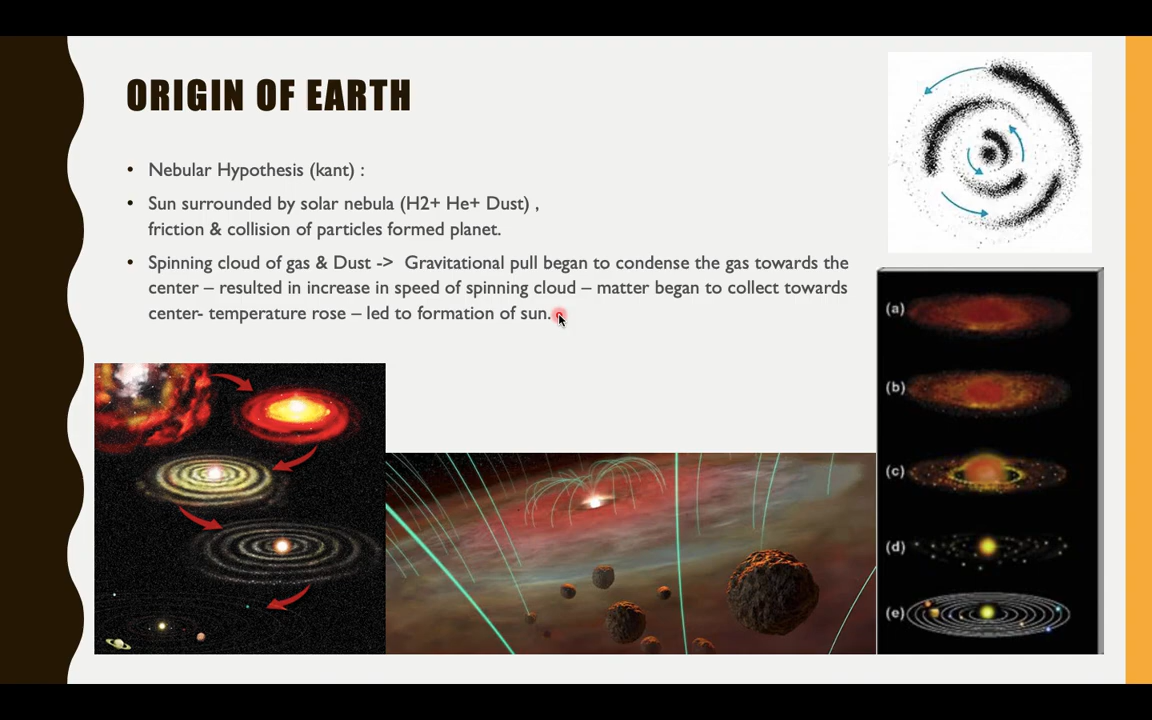 ORIGIN OF EARTH
• Nebular Hypothesis (kant) :
• Sun surrounded by solar nebula (H2+ He+ Dust) ,
friction & collision of particles formed planet.
• Spinning cloud of gas & Dust -> Gravitational pull began to condense the gas towards the
center – resulted in increase in speed of spinning cloud – matter began to collect towards
center- temperature rose – led to formation of sun.
(a)
(b)
(c)
(d)
(e)